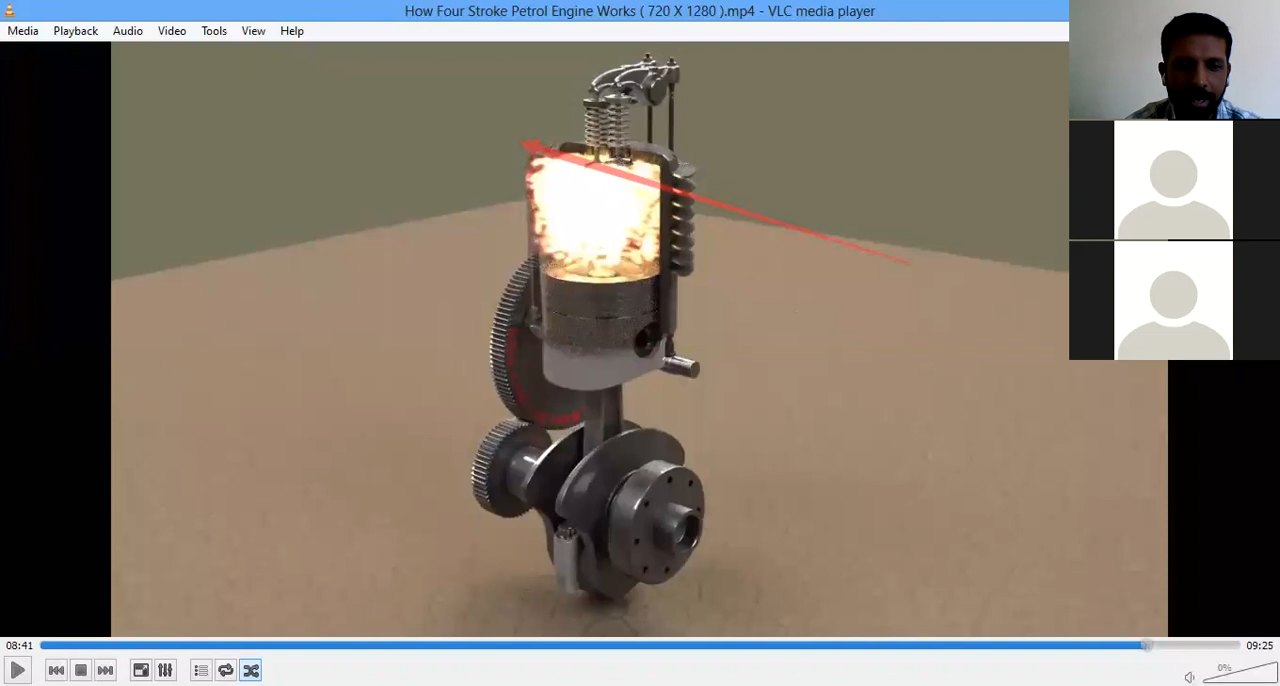 How Four Stroke Petrol Engine Works ( 720 X 1280 ).mp4 - VLC media player
Media Playback Audio Video Tools View Help
08:41 09:25
0%